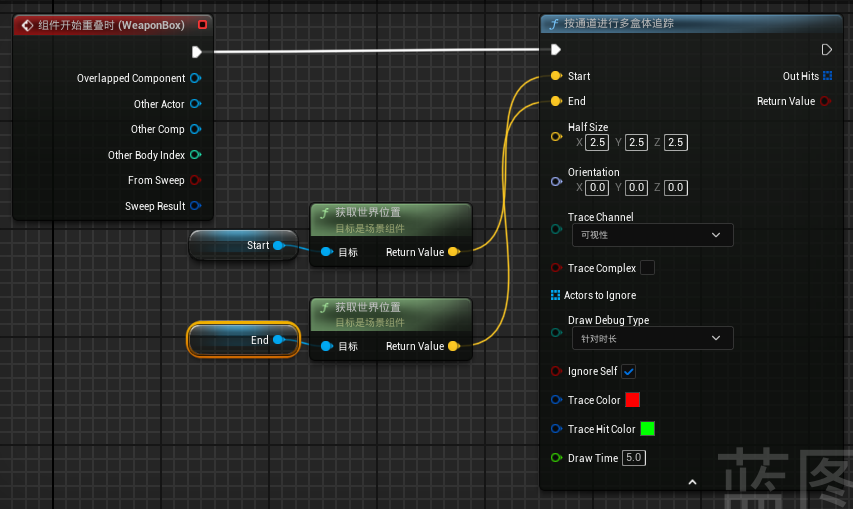 组件开始重叠时 (WeaponBox)
Overlapped Component
Other Actor
Other Comp
Other Body Index
From Sweep
Sweep Result
Start
f 获取世界位置
目标是场景组件
目标
Return Value
End
f 获取世界位置
目标是场景组件
目标
Return Value
f 按通道进行多盒体追踪
Start
Out Hits
End
Return Value
Half Size
X 2.5 Y 2.5 Z 2.5
Orientation
X 0.0 Y 0.0 Z 0.0
Trace Channel
可视性
Trace Complex
Actors to Ignore
Draw Debug Type
针对时长
Ignore Self
Trace Color
Trace Hit Color
Draw Time 5.0
蓝图